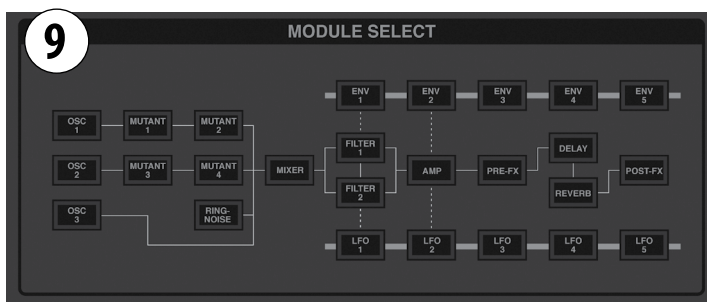 9
MODULE SELECT
ENV
1
ENV
2
ENV
3
ENV
4
ENV
5
OSC
1
MUTANT
1
MUTANT
2
FILTER
1
DELAY
OSC
2
MUTANT
3
MUTANT
4
MIXER
AMP
PRE-FX
POST-FX
FILTER
2
REVERB
OSC
3
RING-
NOISE
LFO
1
LFO
2
LFO
3
LFO
4
LFO
5